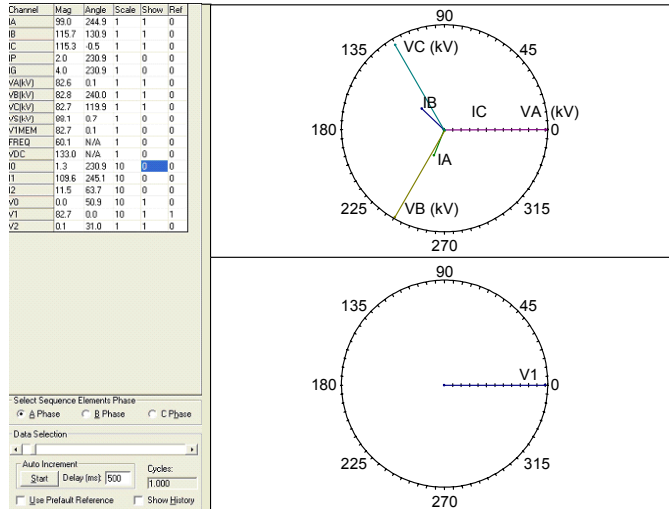 Channel Mag Angle Scale Show Ref
IA 99.0 244.9 1 1 0
IB 115.7 130.9 1 1 0
IC 115.3 -0.5 1 1 0
IP 2.0 230.9 1 0 0
IG 4.0 230.9 1 0 0
VA(kV) 82.6 0.1 1 1 0
VB(kV) 82.8 240.0 1 1 0
VC(kV) 82.7 119.9 1 1 0
VS(kV) 0.7 1 0 0
V1MEM 82.7 0.1 1 0 0
FREQ 60.1 N/A 1 0 0
VDC 133.0 N/A 1 0 0
I0 1.3 230.9 10 0 0
I1 109.6 245.1 10 0 0
I2 11.5 63.7 10 0 0
V0 0.0 50.9 10 1 0
V1 82.7 0.0 10 1 1
V2 0.1 31.0 10 1 0
Select Sequence Elements Phase
A Phase B Phase C Phase
Data Selection
Auto Increment
Start Delay (ms): 500
Cycles:
1.000
Use Prefault Reference Show History
90
135 VC (kV) 45
IB IC VA (kV)
180 0
IA
225 VB (kV) 315
270
90
135 45
V1
180 0
225 315
270